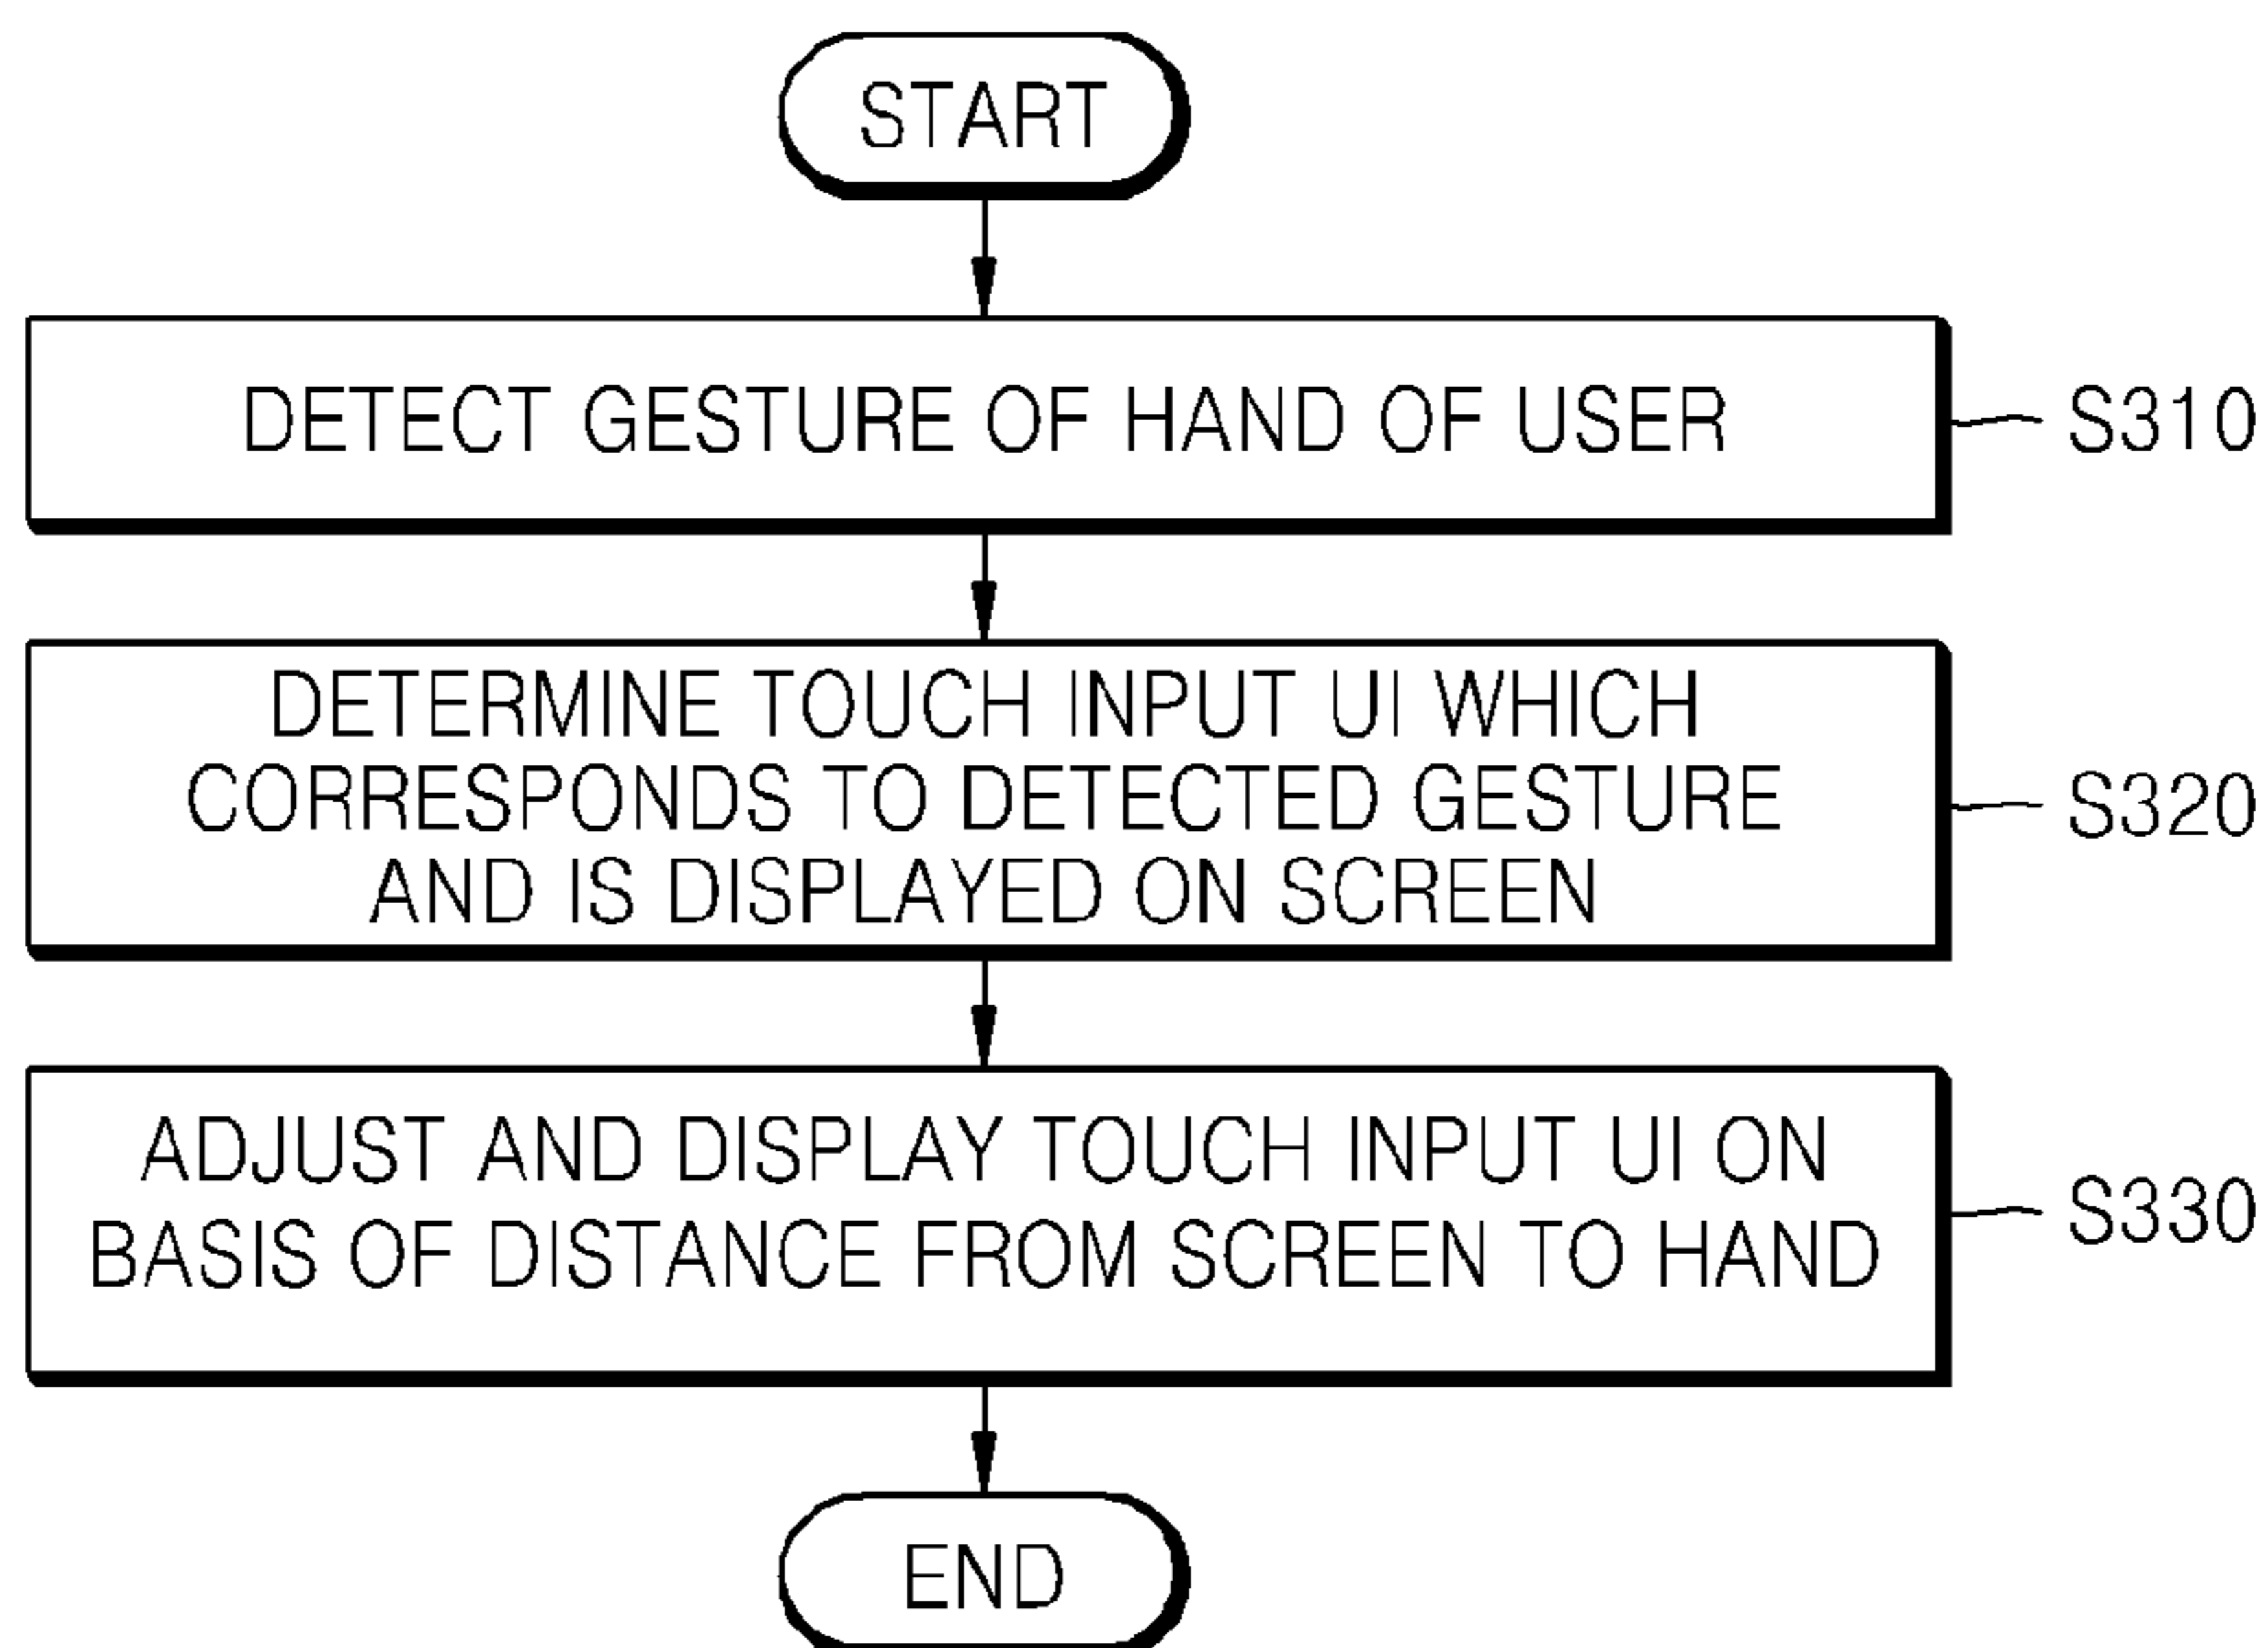 START
DETECT GESTURE OF HAND OF USER
S310
DETERMINE TOUCH INPUT UI WHICH
CORRESPONDS TO DETECTED GESTURE
AND IS DISPLAYED ON SCREEN
S320
ADJUST AND DISPLAY TOUCH INPUT UI ON
BASIS OF DISTANCE FROM SCREEN TO HAND
S330
END